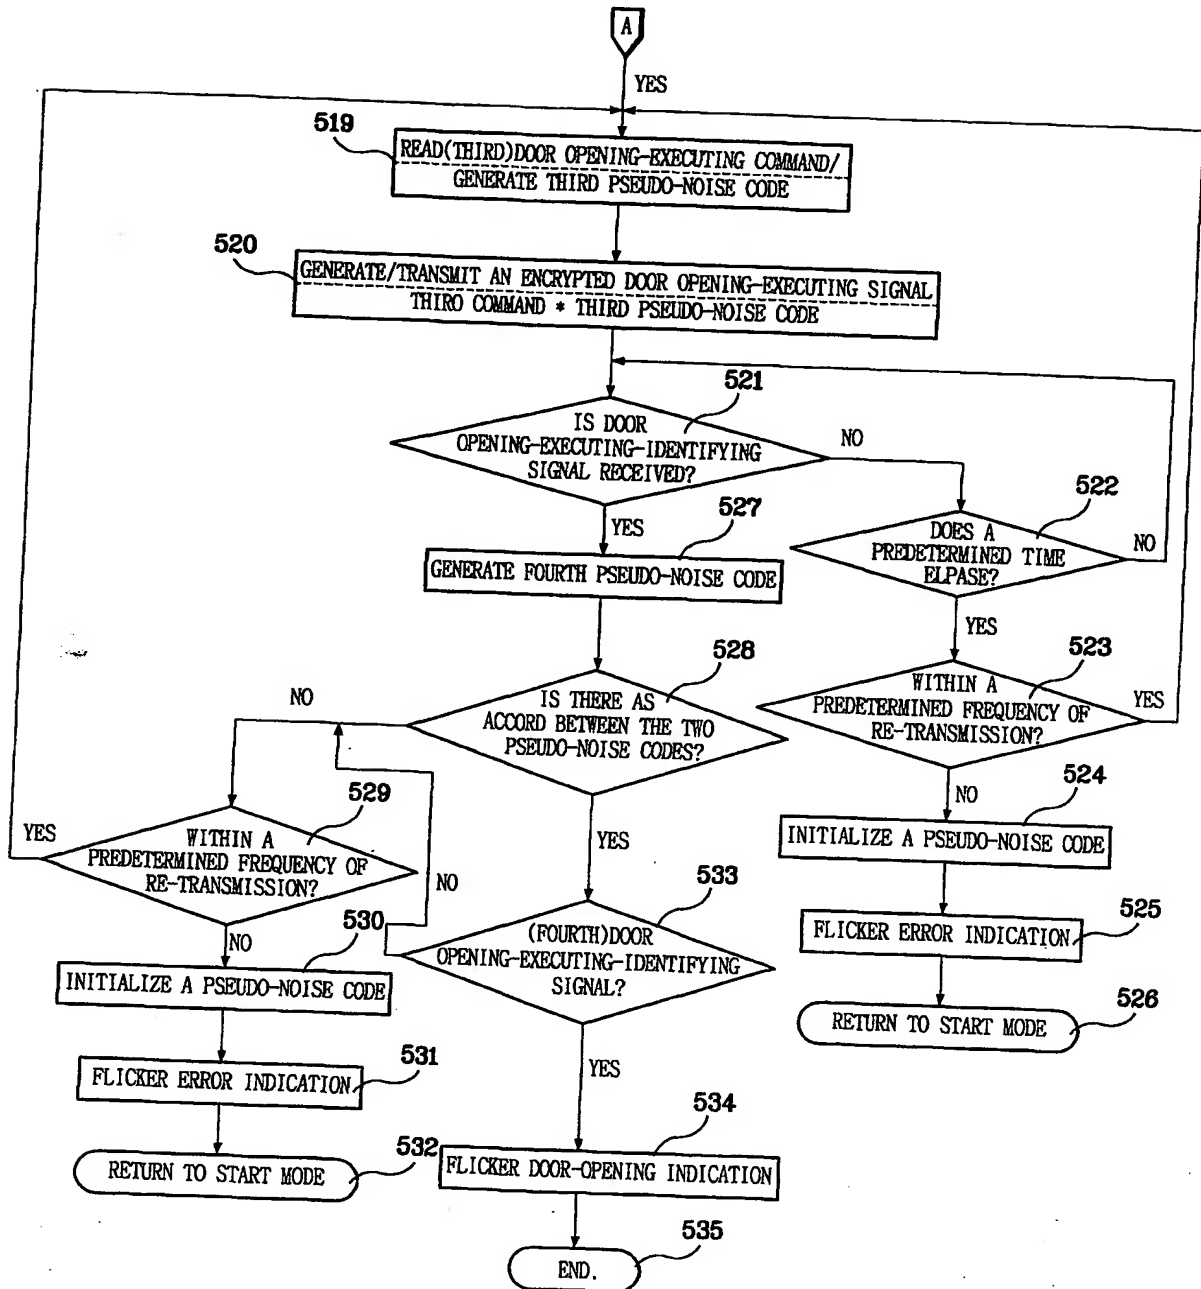 A
YES
519
READ(THIRD)DOOR OPENING-EXECUTING COMMAND/
GENERATE THIRD PSEUDO-NOISE CODE
520
GENERATE/TRANSMIT AN ENCRYPTED DOOR OPENING-EXECUTING SIGNAL
THIRO COMMAND * THIRD PSEUDO-NOISE CODE
521
IS DOOR
OPENING-EXECUTING-IDENTIFYING
SIGNAL RECEIVED?
NO
YES
522
DOES A
PREDETERMINED TIME
ELPASE?
NO
YES
527
GENERATE FOURTH PSEUDO-NOISE CODE
523
WITHIN A
PREDETERMINED FREQUENCY OF
RE-TRANSMISSION?
YES
NO
528
IS THERE AS
ACCORD BETWEEN THE TWO
PSEUDO-NOISE CODES?
NO
YES
524
INITIALIZE A PSEUDO-NOISE CODE
525
FLICKER ERROR INDICATION
526
RETURN TO START MODE
529
WITHIN A
PREDETERMINED FREQUENCY OF
RE-TRANSMISSION?
YES
NO
530
INITIALIZE A PSEUDO-NOISE CODE
531
FLICKER ERROR INDICATION
532
RETURN TO START MODE
533
(FOURTH)DOOR
OPENING-EXECUTING-IDENTIFYING
SIGNAL?
NO
YES
534
FLICKER DOOR-OPENING INDICATION
535
END.